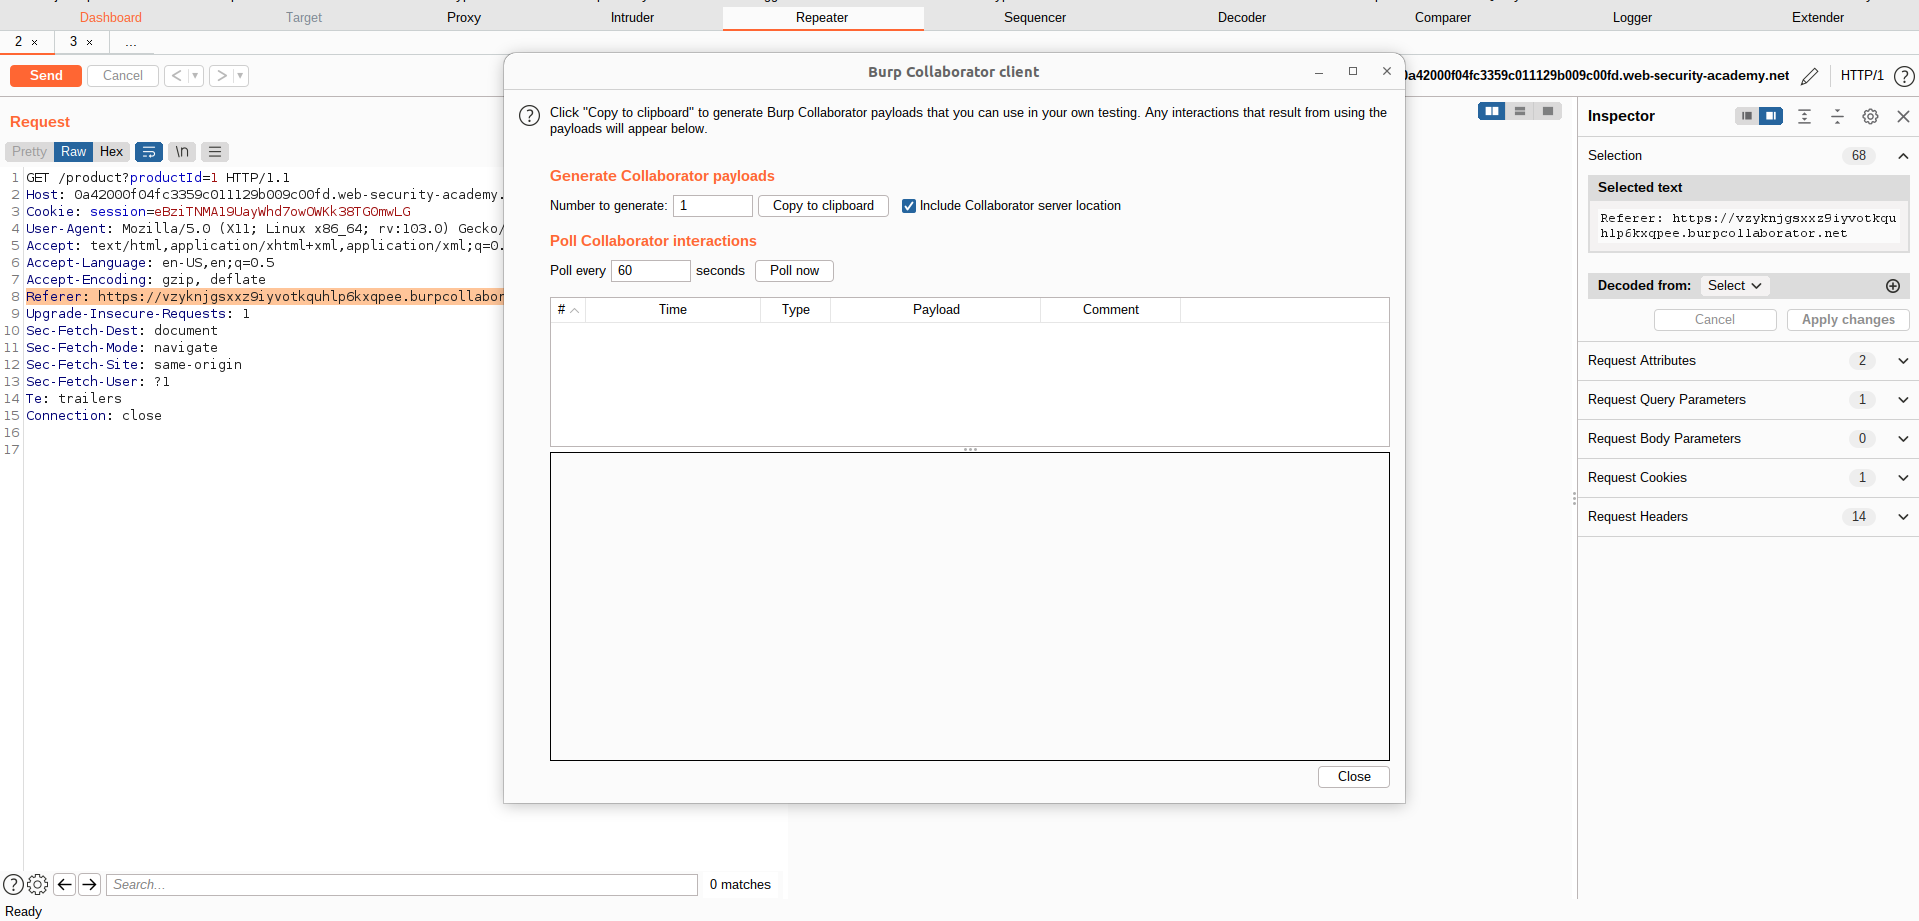 Dashboard Target Proxy Intruder Repeater Sequencer Decoder Comparer Logger Extender
2 × 3 × ...
Send Cancel < ▾ > ▾
0a42000f04fc3359c011129b009c00fd.web-security-academy.net HTTP/1 ?
Request
Pretty Raw Hex \n
1 GET /product?productId=1 HTTP/1.1
2 Host: 0a42000f04fc3359c011129b009c00fd.web-security-academy.
3 Cookie: session=eBziTNMA19UayWhd7owOWKk38TG0mwLG
4 User-Agent: Mozilla/5.0 (X11; Linux x86_64; rv:103.0) Gecko/
5 Accept: text/html,application/xhtml+xml,application/xml;q=0.
6 Accept-Language: en-US,en;q=0.5
7 Accept-Encoding: gzip, deflate
8 Referer: https://vzyknjgsxxz9iyvotkquhlp6kxqpee.burpcollabor
9 Upgrade-Insecure-Requests: 1
10 Sec-Fetch-Dest: document
11 Sec-Fetch-Mode: navigate
12 Sec-Fetch-Site: same-origin
13 Sec-Fetch-User: ?1
14 Te: trailers
15 Connection: close
16
17
Burp Collaborator client
? Click "Copy to clipboard" to generate Burp Collaborator payloads that you can use in your own testing. Any interactions that result from using the
payloads will appear below.
Generate Collaborator payloads
Number to generate: 1 Copy to clipboard Include Collaborator server location
Poll Collaborator interactions
Poll every 60 seconds Poll now
# Time Type Payload Comment
Close
Inspector
Selection 68
Selected text
Referer: https://vzyknjgsxxz9iyvotkqu
hlp6kxqpee.burpcollaborator.net
Decoded from: Select
Cancel Apply changes
Request Attributes 2
Request Query Parameters 1
Request Body Parameters 0
Request Cookies 1
Request Headers 14
? Search... 0 matches
Ready